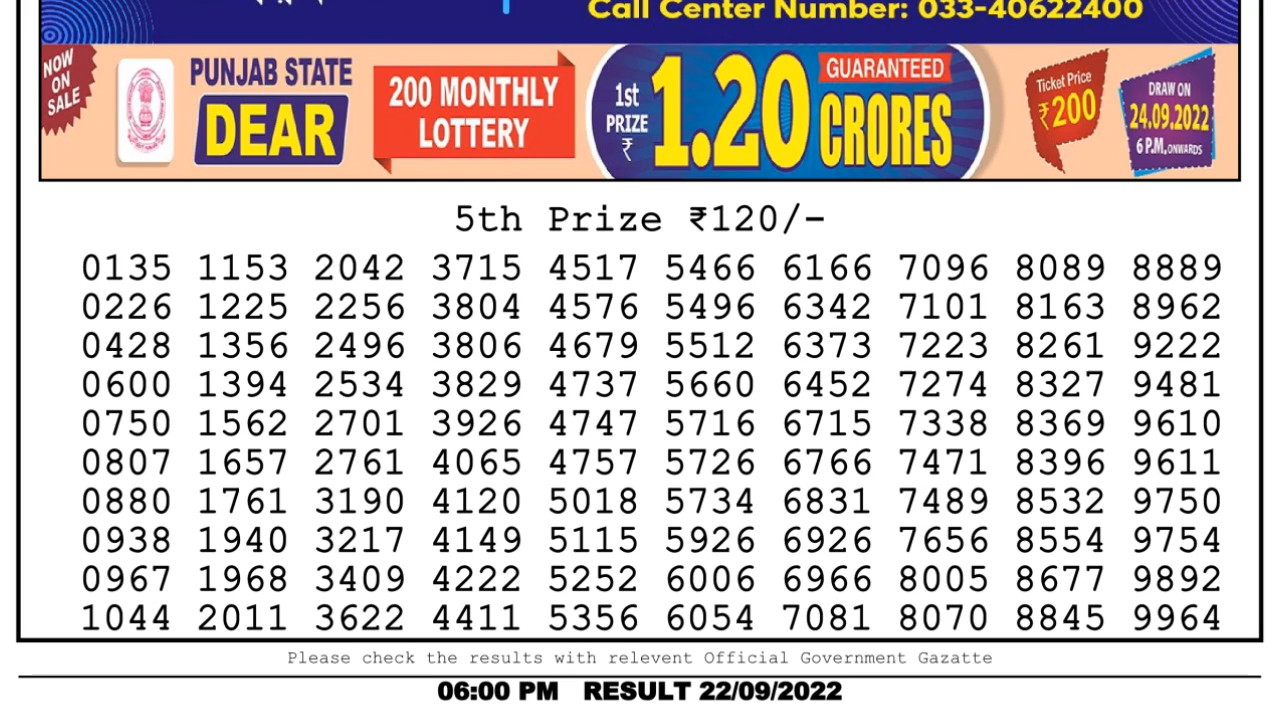 Call Center Number: 033-40622400
NOW
ON
SALE
PUNJAB STATE
DEAR
200 MONTHLY
LOTTERY
1st
PRIZE
₹
1.20
GUARANTEED
CRORES
Ticket Price
₹200
DRAW ON
24.09.2022
6 P.M. ONWARDS
5th Prize ₹120/-
0135 1153 2042 3715 4517 5466 6166 7096 8089 8889
0226 1225 2256 3804 4576 5496 6342 7101 8163 8962
0428 1356 2496 3806 4679 5512 6373 7223 8261 9222
0600 1394 2534 3829 4737 5660 6452 7274 8327 9481
0750 1562 2701 3926 4747 5716 6715 7338 8369 9610
0807 1657 2761 4065 4757 5726 6766 7471 8396 9611
0880 1761 3190 4120 5018 5734 6831 7489 8532 9750
0938 1940 3217 4149 5115 5926 6926 7656 8554 9754
0967 1968 3409 4222 5252 6006 6966 8005 8677 9892
1044 2011 3622 4411 5356 6054 7081 8070 8845 9964
Please check the results with relevent Official Government Gazatte
06:00 PM RESULT 22/09/2022